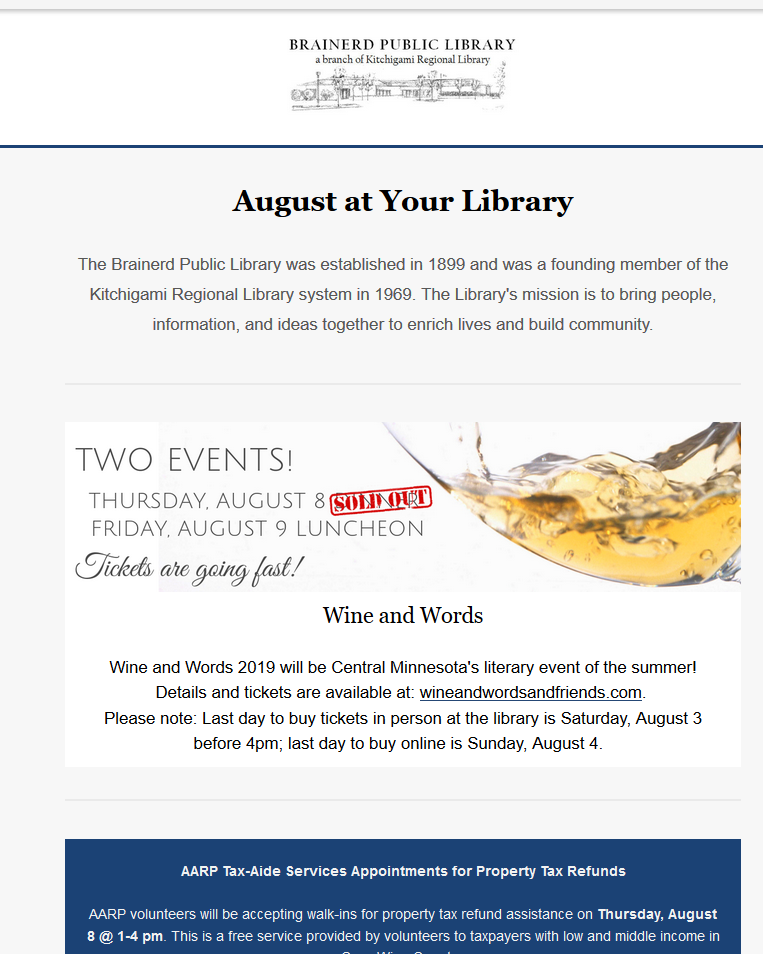 BRAINERD PUBLIC LIBRARY
a branch of Kitchigami Regional Library
August at Your Library
The Brainerd Public Library was established in 1899 and was a founding member of the
Kitchigami Regional Library system in 1969. The Library's mission is to bring people,
information, and ideas together to enrich lives and build community.
TWO EVENTS!
THURSDAY, AUGUST 8 SOLD OUT
FRIDAY, AUGUST 9 LUNCHEON
Tickets are going fast!
Wine and Words
Wine and Words 2019 will be Central Minnesota's literary event of the summer!
Details and tickets are available at: wineandwordsandfriends.com.
Please note: Last day to buy tickets in person at the library is Saturday, August 3
before 4pm; last day to buy online is Sunday, August 4.
AARP Tax-Aide Services Appointments for Property Tax Refunds
AARP volunteers will be accepting walk-ins for property tax refund assistance on Thursday, August
8 @ 1-4 pm. This is a free service provided by volunteers to taxpayers with low and middle income in